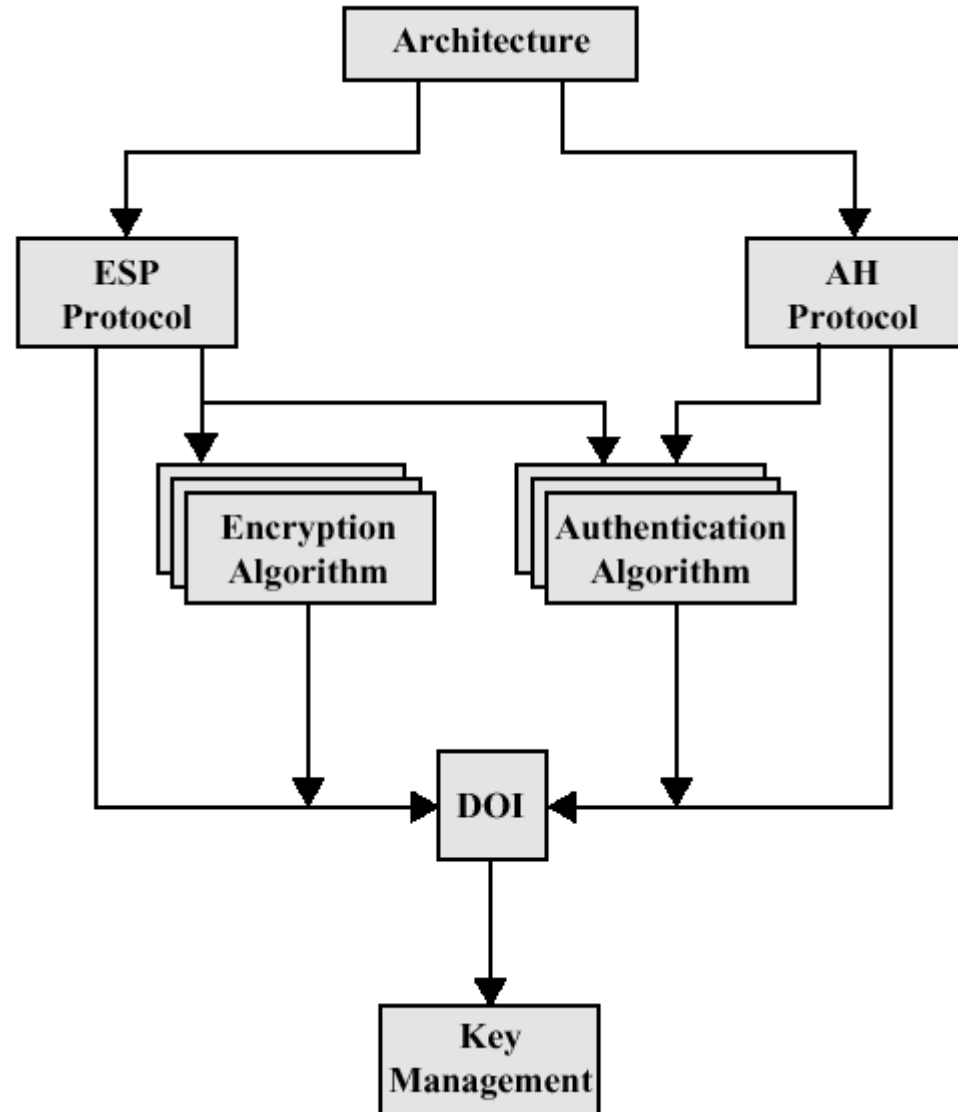 Architecture
ESP
Protocol
AH
Protocol
Encryption
Algorithm
Authentication
Algorithm
DOI
Key
Management